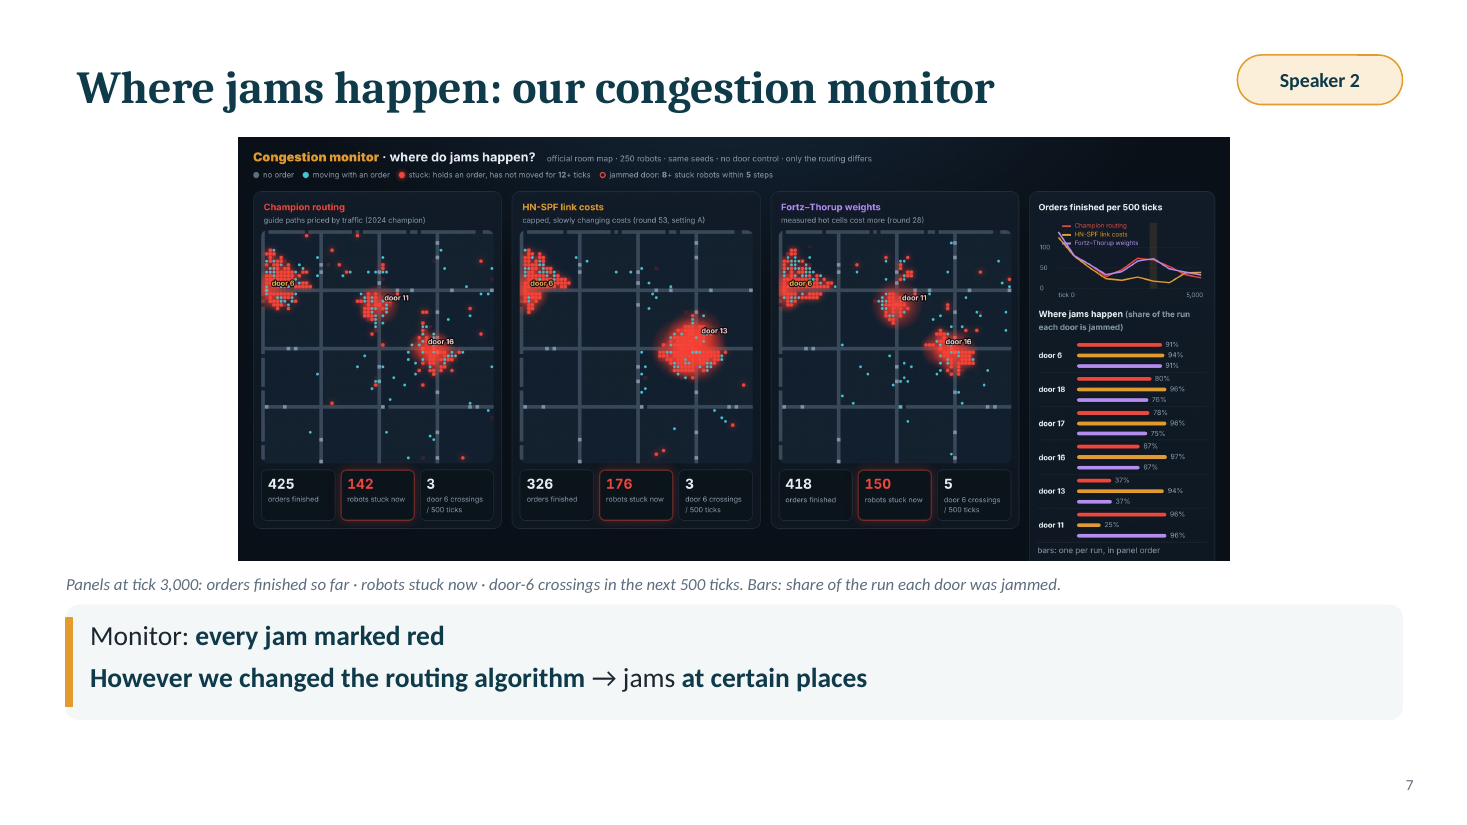 Where jams happen: our congestion monitor
Speaker 2
Congestion monitor · where do jams happen? official room map · 250 robots · same seeds · no door control · only the routing differs
no order moving with an order stuck: holds an order, has not moved for 12+ ticks jammed door: 8+ stuck robots within 5 steps
Champion routing
guide paths priced by traffic (2024 champion)
door 6
door 11
door 16
425
orders finished
142
robots stuck now
3
door 6 crossings
/ 500 ticks
HN-SPF link costs
capped, slowly changing costs (round 53, setting A)
door 6
door 13
326
orders finished
176
robots stuck now
3
door 6 crossings
/ 500 ticks
Fortz–Thorup weights
measured hot cells cost more (round 28)
door 6
door 11
door 16
418
orders finished
150
robots stuck now
5
door 6 crossings
/ 500 ticks
Orders finished per 500 ticks
Champion routing
HN-SPF link costs
Fortz–Thorup weights
100
50
0
tick 0 5,000
Where jams happen (share of the run
each door is jammed)
door 6
91%
94%
91%
door 18
80%
96%
76%
door 17
78%
96%
75%
door 16
67%
97%
67%
door 13
37%
94%
37%
door 11
96%
25%
96%
bars: one per run, in panel order
Panels at tick 3,000: orders finished so far · robots stuck now · door-6 crossings in the next 500 ticks. Bars: share of the run each door was jammed.
Monitor: every jam marked red
However we changed the routing algorithm → jams at certain places
7